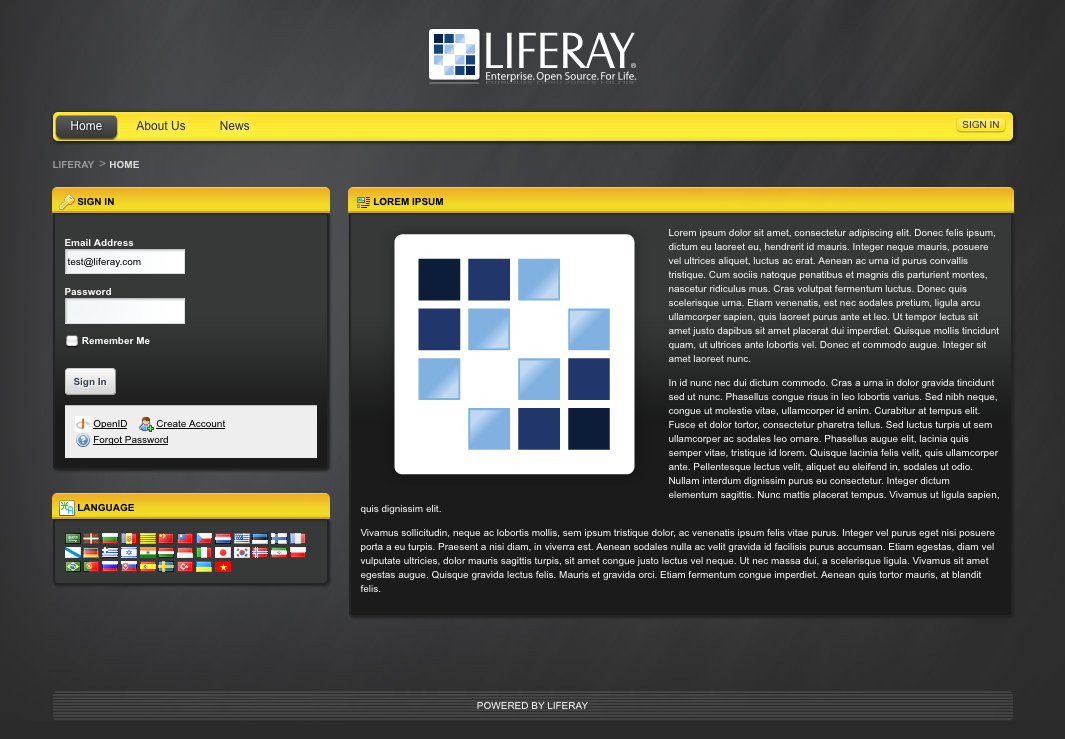 LIFERAY®
Enterprise. Open Source. For Life.
Home About Us News SIGN IN
LIFERAY > HOME
SIGN IN
Email Address
test@liferay.com
Password
Remember Me
Sign In
OpenID Create Account
Forgot Password
LANGUAGE
LOREM IPSUM
Lorem ipsum dolor sit amet, consectetur adipiscing elit. Donec felis ipsum,
dictum eu laoreet eu, hendrerit id mauris. Integer neque mauris, posuere
vel ultrices aliquet, luctus ac erat. Aenean ac urna id purus convallis
tristique. Cum sociis natoque penatibus et magnis dis parturient montes,
nascetur ridiculus mus. Cras volutpat fermentum luctus. Donec quis
scelerisque urna. Etiam venenatis, est nec sodales pretium, ligula arcu
ullamcorper sapien, quis laoreet purus ante et leo. Ut tempor lectus sit
amet justo dapibus sit amet placerat dui imperdiet. Quisque mollis tincidunt
quam, ut ultrices ante lobortis vel. Donec et commodo augue. Integer sit
amet laoreet nunc.
In id nunc nec dui dictum commodo. Cras a urna in dolor gravida tincidunt
sed ut nunc. Phasellus congue risus in leo lobortis varius. Sed nibh neque,
congue ut molestie vitae, ullamcorper id enim. Curabitur at tempus elit.
Fusce et dolor tortor, consectetur pharetra tellus. Sed luctus turpis ut sem
ullamcorper ac sodales leo ornare. Phasellus augue elit, lacinia quis
semper vitae, tristique id lorem. Quisque lacinia felis velit, quis ullamcorper
ante. Pellentesque lectus velit, aliquet eu eleifend in, sodales ut odio.
Nullam interdum dignissim purus eu consectetur. Integer dictum
elementum sagittis. Nunc mattis placerat tempus. Vivamus ut ligula sapien,
quis dignissim elit.
Vivamus sollicitudin, neque ac lobortis mollis, sem ipsum tristique dolor, ac venenatis ipsum felis vitae purus. Integer vel purus eget nisi posuere
porta a eu turpis. Praesent a nisi diam, in viverra est. Aenean sodales nulla ac velit gravida id facilisis purus accumsan. Etiam egestas, diam vel
vulputate ultricies, dolor mauris sagittis turpis, sit amet congue justo lectus vel neque. Ut nec massa dui, a scelerisque ligula. Vivamus sit amet
egestas augue. Quisque gravida lectus felis. Mauris et gravida orci. Etiam fermentum congue imperdiet. Aenean quis tortor mauris, at blandit
felis.
POWERED BY LIFERAY